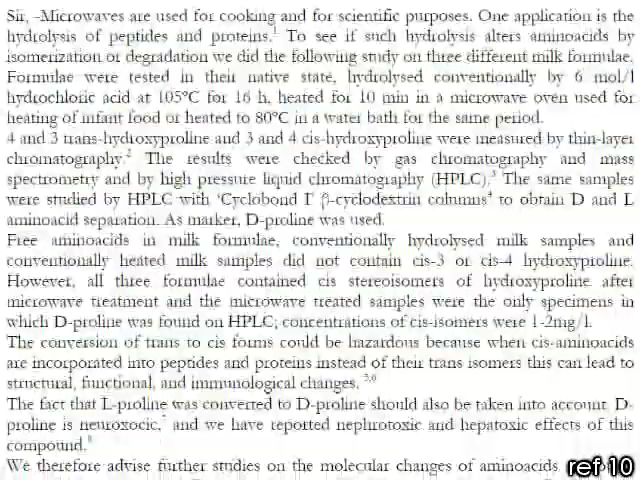 Sir, –Microwaves are used for cooking and for scientific purposes. One application is the
hydrolysis of peptides and proteins.¹ To see if such hydrolysis alters aminoacids by
isomerization or degradation we did the following study on three different milk formulae.
Formulae were tested in their native state, hydrolysed conventionally by 6 mol/l
hydrochloric acid at 105°C for 16 h, heated for 10 min in a microwave oven used for
heating of infant food or heated to 80°C in a water bath for the same period.
4 and 3 trans-hydroxyproline and 3 and 4 cis-hydroxyproline were measured by thin-layer
chromatography.² The results were checked by gas chromatography and mass
spectrometry and by high pressure liquid chromatography (HPLC).³ The same samples
were studied by HPLC with 'Cyclobond I' β-cyclodextrin columns⁴ to obtain D and L
aminoacid separation. As marker, D-proline was used.
Free aminoacids in milk formulae, conventionally hydrolysed milk samples and
conventionally heated milk samples did not contain cis-3 or cis-4 hydroxyproline.
However, all three formulae contained cis stereoisomers of hydroxyproline after
microwave treatment and the microwave treated samples were the only specimens in
which D-proline was found on HPLC; concentrations of cis-isomers were 1-2mg/l.
The conversion of trans to cis forms could be hazardous because when cis-aminoacids
are incorporated into peptides and proteins instead of their trans isomers this can lead to
structural, functional, and immunological changes. ⁵,⁶
The fact that L-proline was converted to D-proline should also be taken into account. D-
proline is neuroxocic,⁷ and we have reported nephrotoxic and hepatoxic effects of this
compound.⁸
We therefore advise further studies on the molecular changes of aminoacids
ref 10